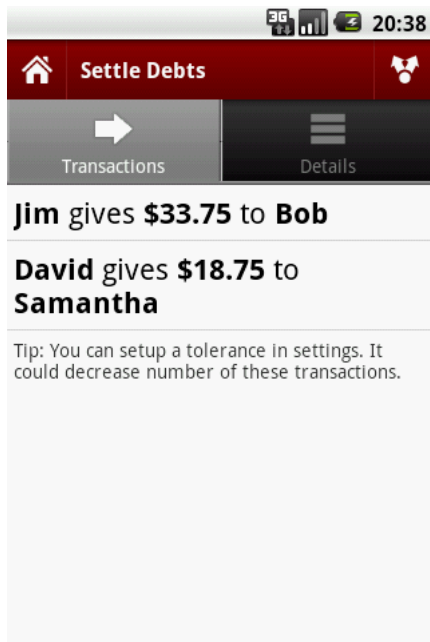 3G 20:38
Settle Debts
Transactions Details
Jim gives $33.75 to Bob
David gives $18.75 to
Samantha
Tip: You can setup a tolerance in settings. It
could decrease number of these transactions.